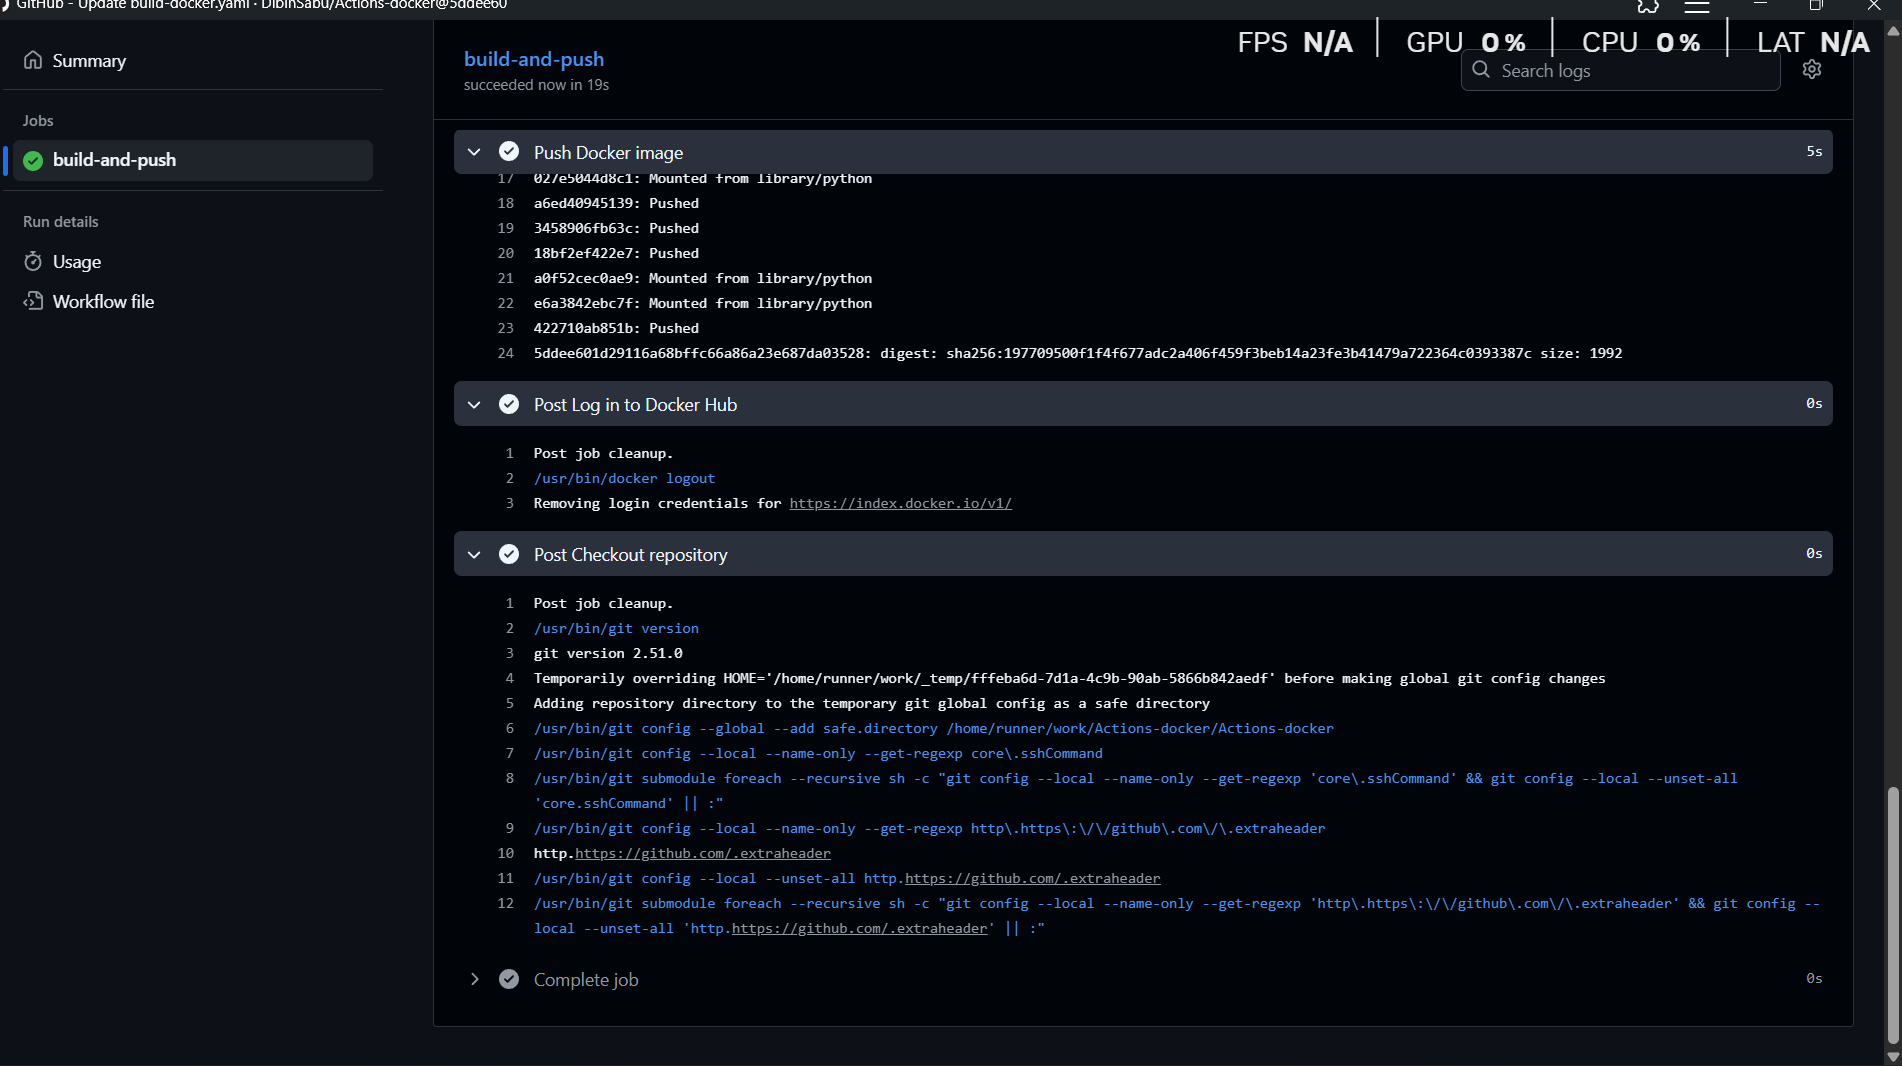 GitHub - Update build-docker.yaml · DibinSabu/Actions-docker@5ddee60
FPS N/A | GPU 0 % | CPU 0 % | LAT N/A
Summary
Jobs
build-and-push
Run details
Usage
Workflow file
build-and-push
succeeded now in 19s
Search logs
Push Docker image 5s
17 027e5044d8c1: Mounted from library/python
18 a6ed40945139: Pushed
19 3458906fb63c: Pushed
20 18bf2ef422e7: Pushed
21 a0f52cec0ae9: Mounted from library/python
22 e6a3842ebc7f: Mounted from library/python
23 422710ab851b: Pushed
24 5ddee601d29116a68bffc66a86a23e687da03528: digest: sha256:197709500f1f4f677adc2a406f459f3beb14a23fe3b41479a722364c0393387c size: 1992
Post Log in to Docker Hub 0s
1 Post job cleanup.
2 /usr/bin/docker logout
3 Removing login credentials for https://index.docker.io/v1/
Post Checkout repository 0s
1 Post job cleanup.
2 /usr/bin/git version
3 git version 2.51.0
4 Temporarily overriding HOME='/home/runner/work/_temp/fffeba6d-7d1a-4c9b-90ab-5866b842aedf' before making global git config changes
5 Adding repository directory to the temporary git global config as a safe directory
6 /usr/bin/git config --global --add safe.directory /home/runner/work/Actions-docker/Actions-docker
7 /usr/bin/git config --local --name-only --get-regexp core\.sshCommand
8 /usr/bin/git submodule foreach --recursive sh -c "git config --local --name-only --get-regexp 'core\.sshCommand' && git config --local --unset-all
'core.sshCommand' || :"
9 /usr/bin/git config --local --name-only --get-regexp http\.https\:\/\/github\.com\/\.extraheader
10 http.https://github.com/.extraheader
11 /usr/bin/git config --local --unset-all http.https://github.com/.extraheader
12 /usr/bin/git submodule foreach --recursive sh -c "git config --local --name-only --get-regexp 'http\.https\:\/\/github\.com\/\.extraheader' && git config --
local --unset-all 'http.https://github.com/.extraheader' || :"
Complete job 0s